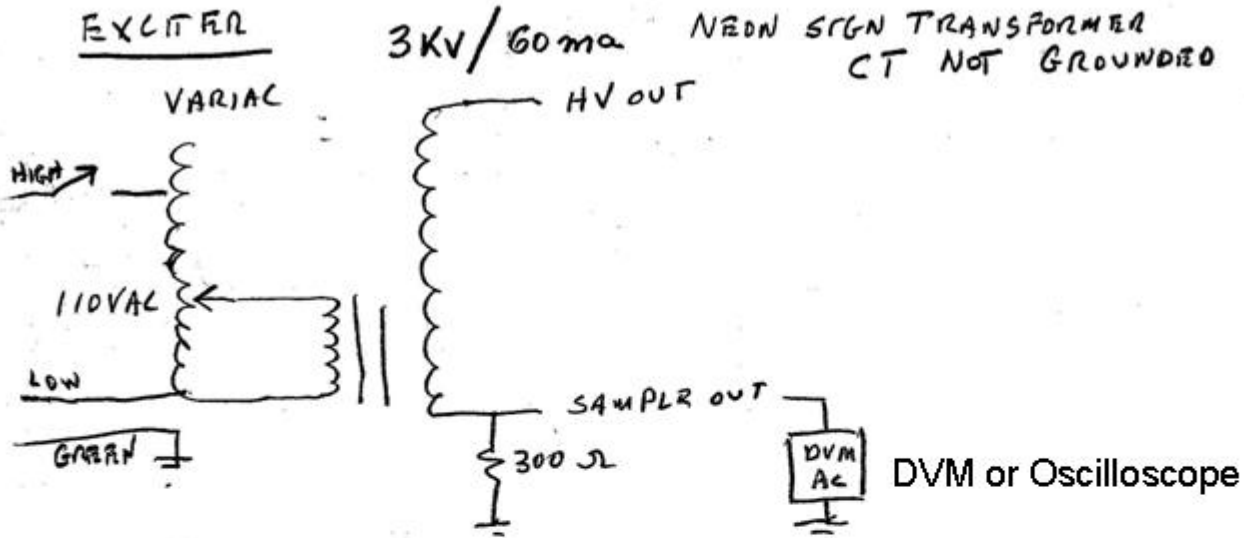 EXCITER
3KV/60ma NEON SIGN TRANSFORMER
CT NOT GROUNDED
VARIAC
HV OUT
HIGH
110VAC
LOW
SAMPLE OUT
GREEN
300 Ω
DVM
AC
DVM or Oscilloscope